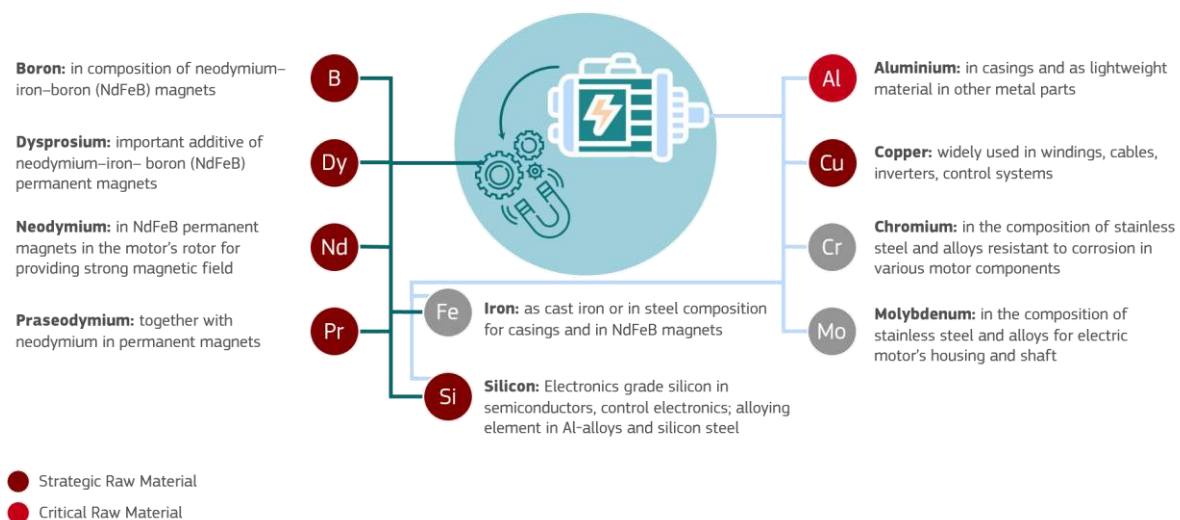 B
Boron: in composition of neodymium–
iron–boron (NdFeB) magnets
Dy
Dysprosium: important additive of
neodymium–iron– boron (NdFeB)
permanent magnets
Nd
Neodymium: in NdFeB permanent
magnets in the motor's rotor for
providing strong magnetic field
Pr
Praseodymium: together with
neodymium in permanent magnets
Fe
Iron: as cast iron or in steel composition
for casings and in NdFeB magnets
Si
Silicon: Electronics grade silicon in
semiconductors, control electronics; alloying
element in Al-alloys and silicon steel
Al
Aluminium: in casings and as lightweight
material in other metal parts
Cu
Copper: widely used in windings, cables,
inverters, control systems
Cr
Chromium: in the composition of stainless
steel and alloys resistant to corrosion in
various motor components
Mo
Molybdenum: in the composition of
stainless steel and alloys for electric
motor's housing and shaft
Strategic Raw Material
Critical Raw Material